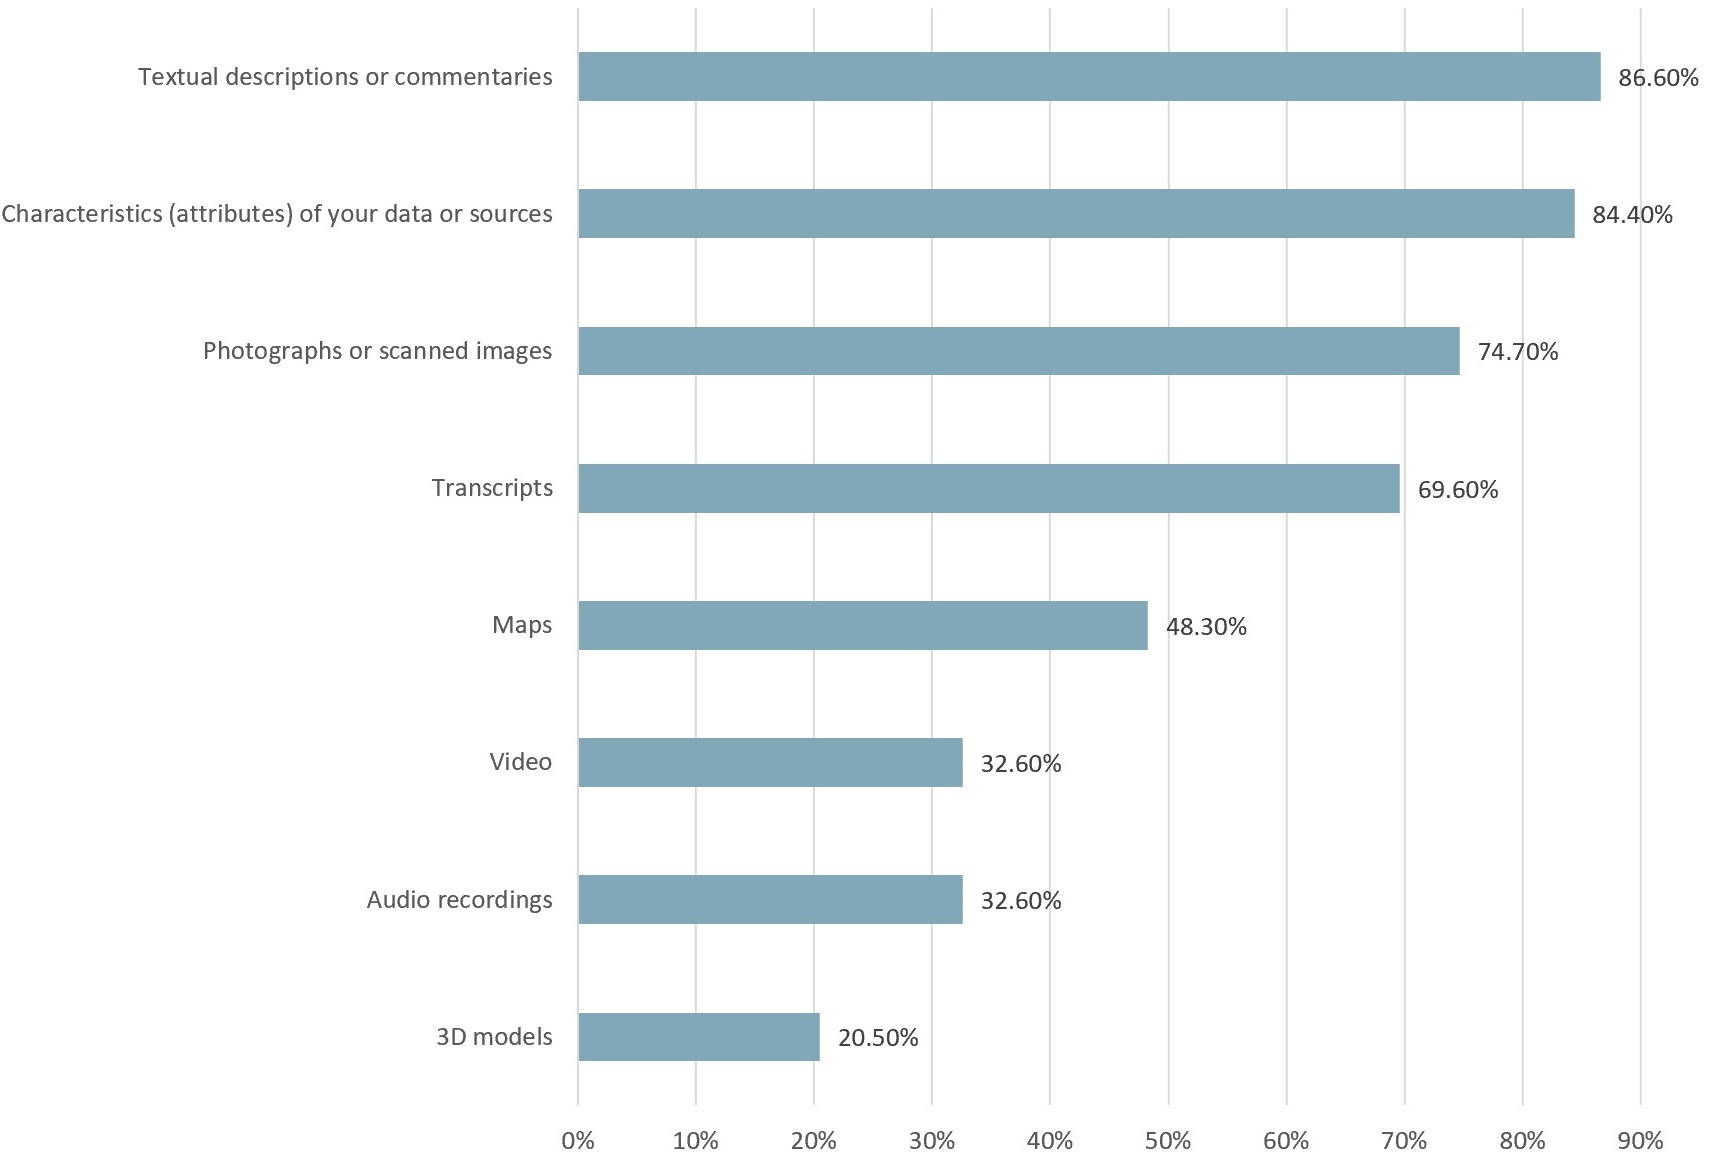 Textual descriptions or commentaries 86.60%
Characteristics (attributes) of your data or sources 84.40%
Photographs or scanned images 74.70%
Transcripts 69.60%
Maps 48.30%
Video 32.60%
Audio recordings 32.60%
3D models 20.50%
0% 10% 20% 30% 40% 50% 60% 70% 80% 90%